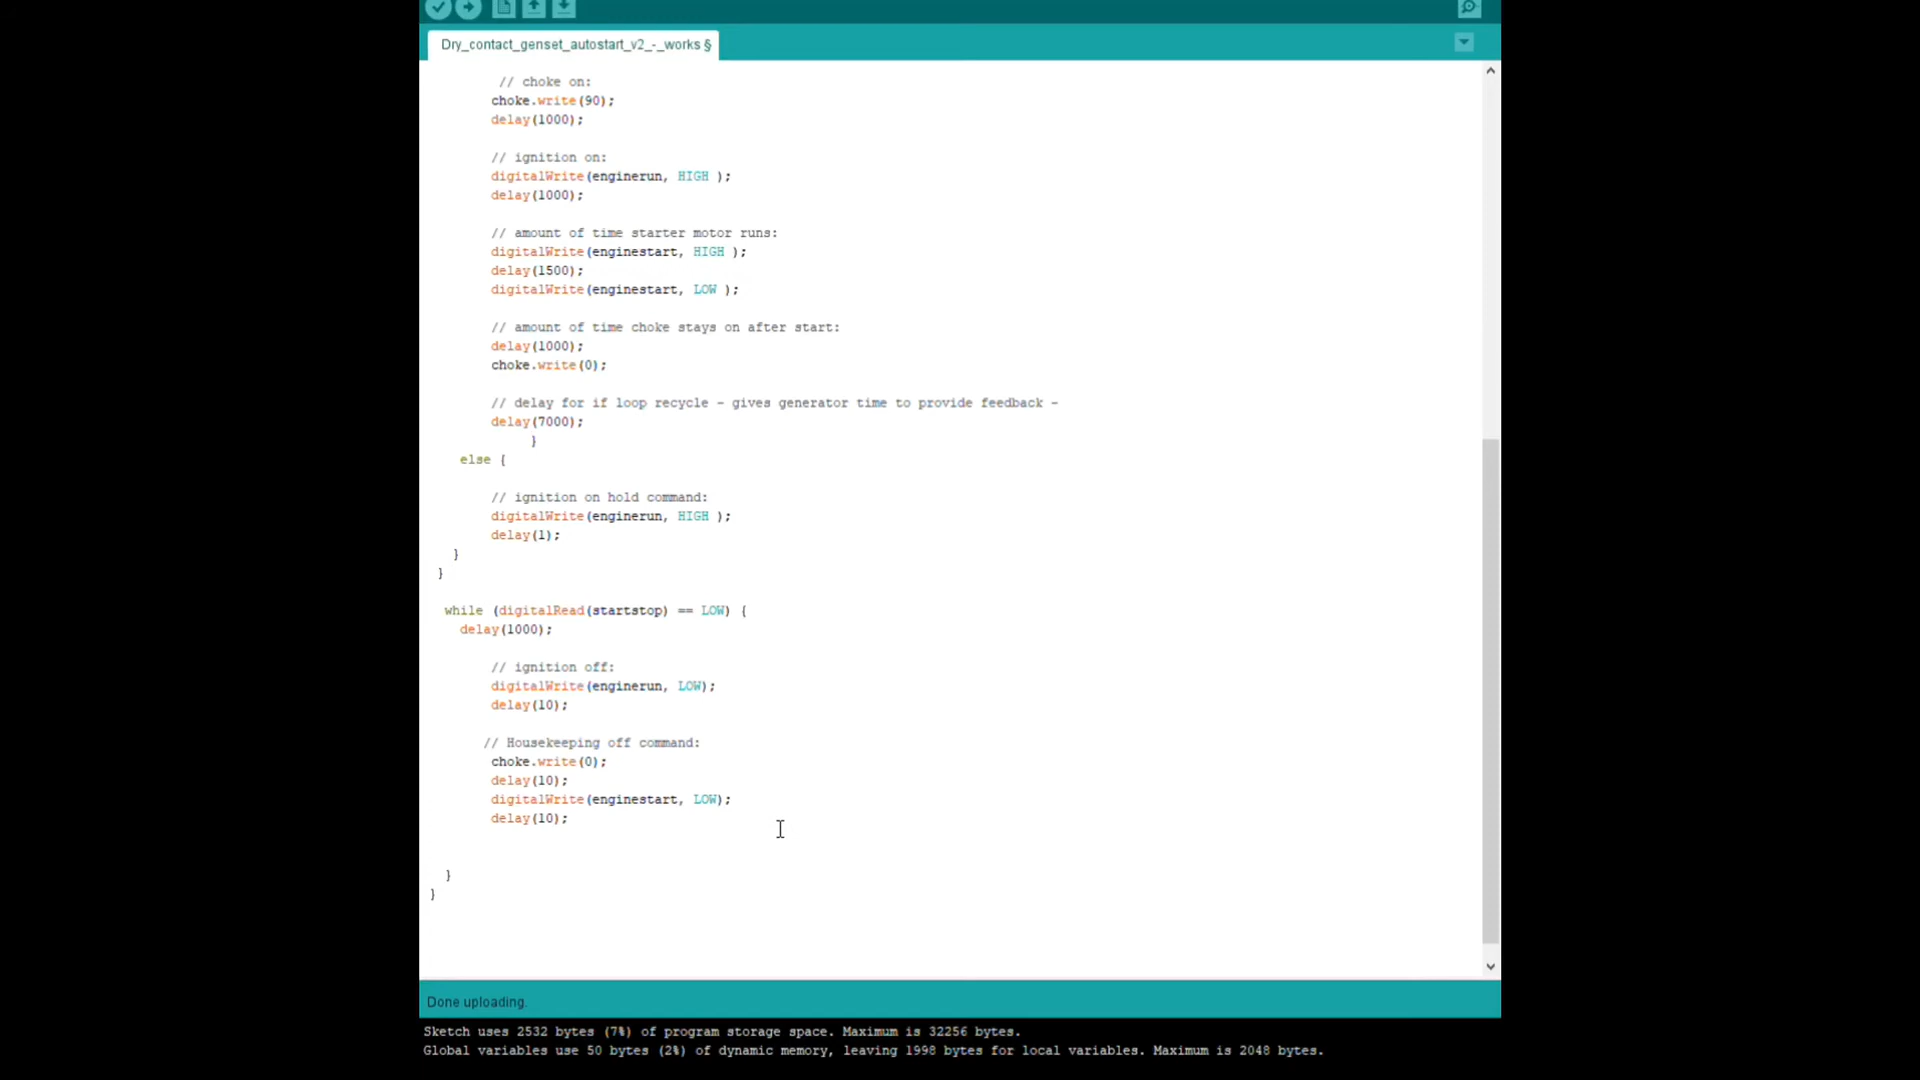 Dry_contact_genset_autostart_v2_-_works §
// choke on:
choke.write(90);
delay(1000);
// ignition on:
digitalWrite(enginerun, HIGH );
delay(1000);
// amount of time starter motor runs:
digitalWrite(enginestart, HIGH );
delay(1500);
digitalWrite(enginestart, LOW );
// amount of time choke stays on after start:
delay(1000);
choke.write(0);
// delay for if loop recycle - gives generator time to provide feedback -
delay(7000);
}
else {
// ignition on hold command:
digitalWrite(enginerun, HIGH );
delay(1);
}
}
while (digitalRead(startstop) == LOW) {
delay(1000);
// ignition off:
digitalWrite(enginerun, LOW);
delay(10);
// Housekeeping off command:
choke.write(0);
delay(10);
digitalWrite(enginestart, LOW);
delay(10);
}
}
Done uploading.
Sketch uses 2532 bytes (7%) of program storage space. Maximum is 32256 bytes.
Global variables use 50 bytes (2%) of dynamic memory, leaving 1998 bytes for local variables. Maximum is 2048 bytes.